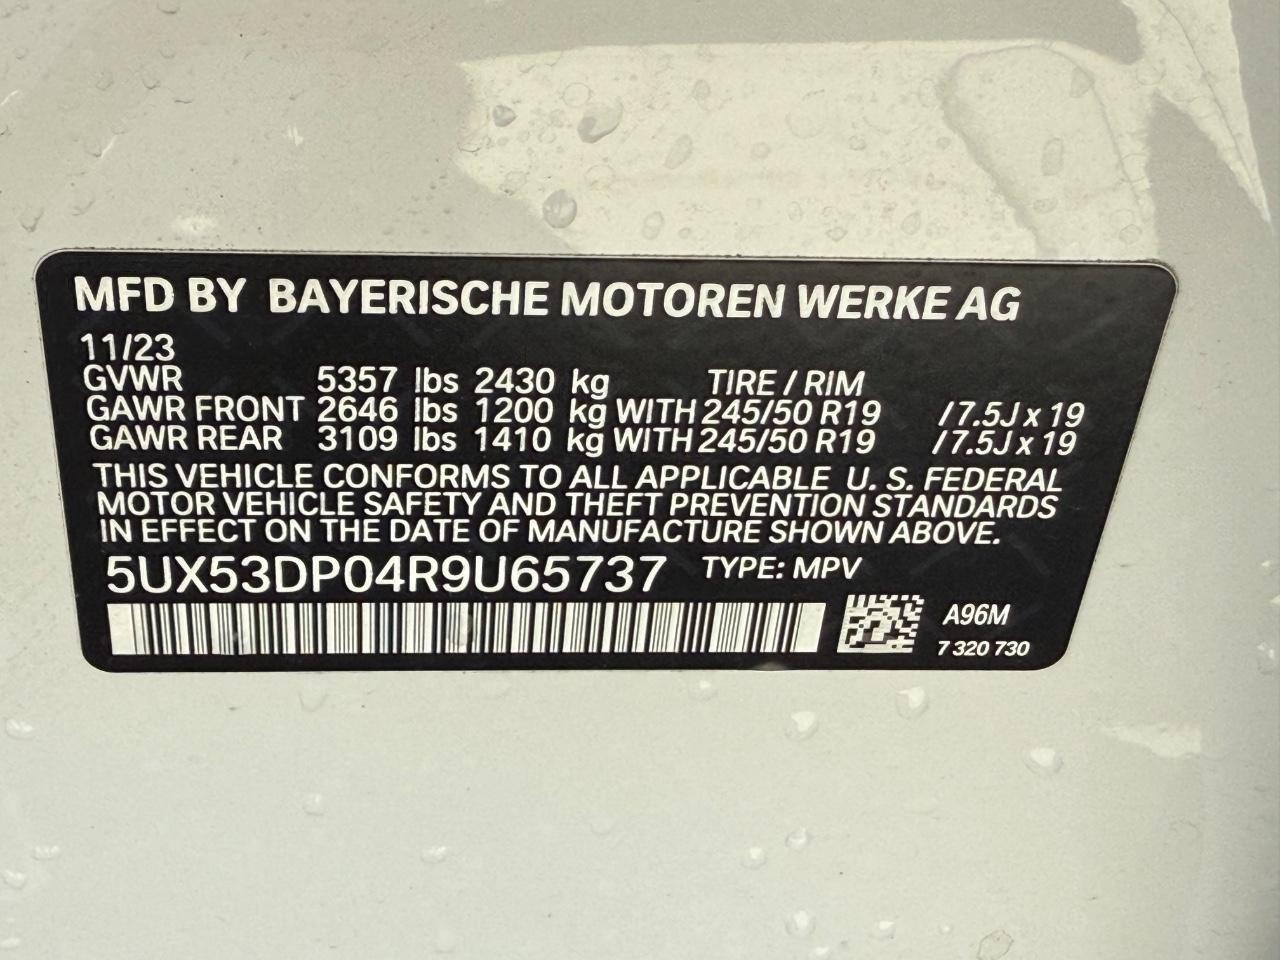 MFD BY BAYERISCHE MOTOREN WERKE AG
11/23
GVWR 5357 lbs 2430 kg TIRE / RIM
GAWR FRONT 2646 lbs 1200 kg WITH 245/50 R19 / 7.5J x 19
GAWR REAR 3109 lbs 1410 kg WITH 245/50 R19 / 7.5J x 19
THIS VEHICLE CONFORMS TO ALL APPLICABLE U. S. FEDERAL
MOTOR VEHICLE SAFETY AND THEFT PREVENTION STANDARDS
IN EFFECT ON THE DATE OF MANUFACTURE SHOWN ABOVE.
5UX53DP04R9U65737 TYPE: MPV
A96M
7 320 730